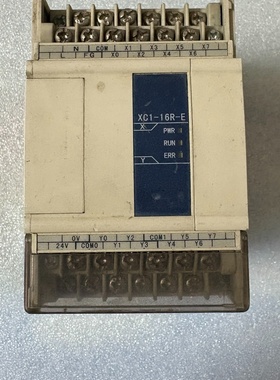 N COM X1 X3 X5 X7
L FG X0 X2 X4 X6
XC1-16R-E
X
PWR
RUN
Y
ERR
0V Y0 Y2 COM1 Y5 Y7
24V COM0 Y1 Y3 Y4 Y6